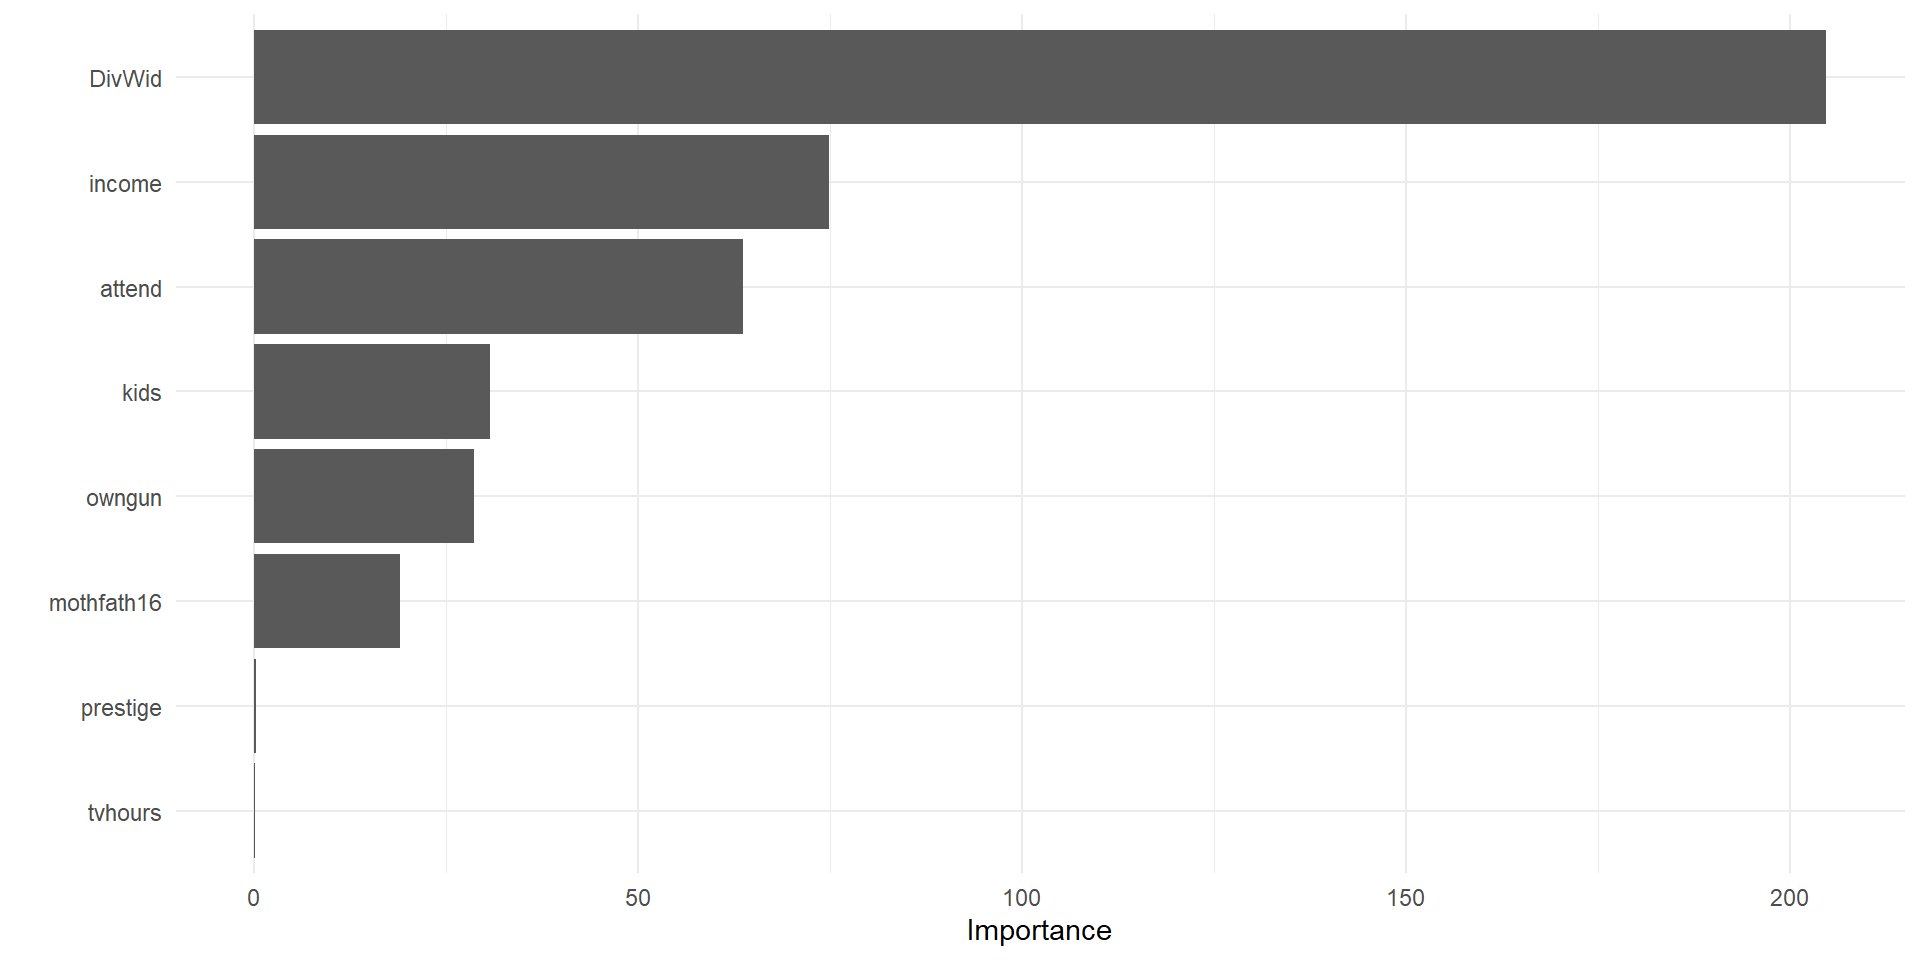 DivWid
income
attend
kids
owngun
mothfath16
prestige
tvhours
0 50 100 150 200
Importance